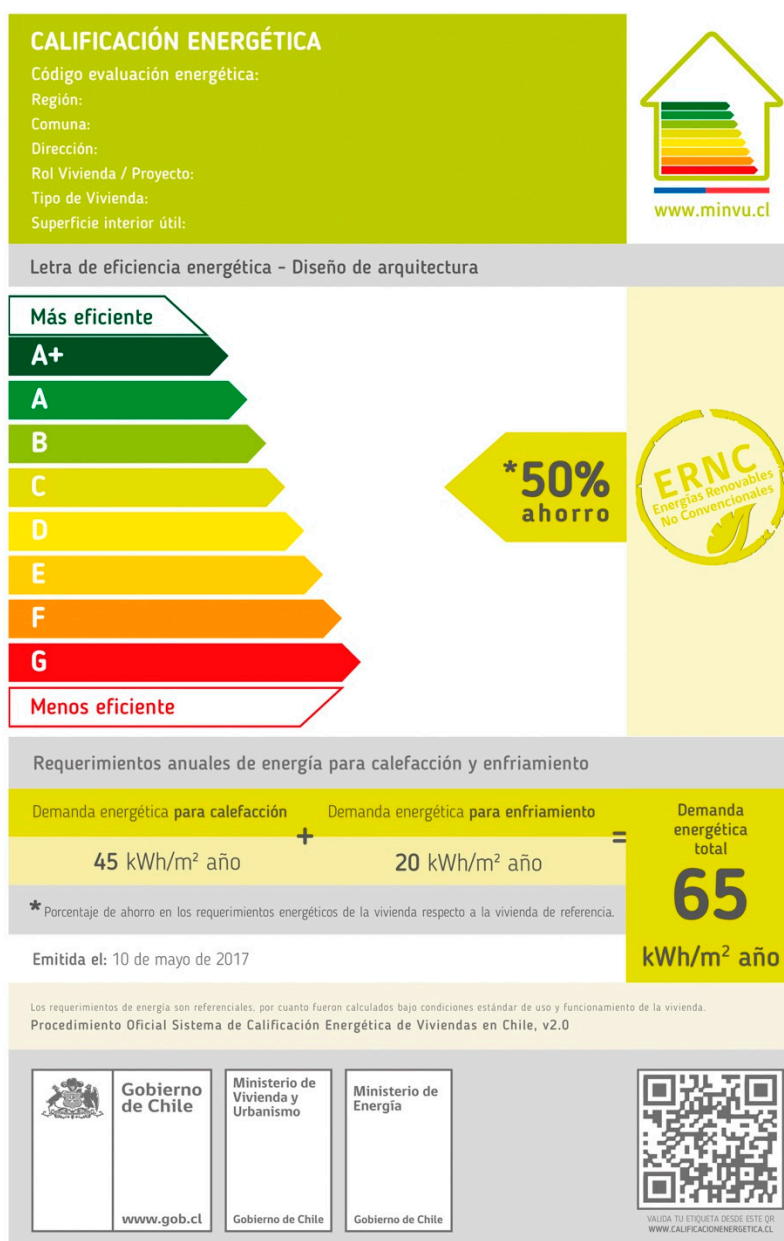 CALIFICACIÓN ENERGÉTICA
Código evaluación energética:
Región:
Comuna:
Dirección:
Rol Vivienda / Proyecto:
Tipo de Vivienda:
Superficie interior útil:
www.minvu.cl
Letra de eficiencia energética - Diseño de arquitectura
Más eficiente
A+
A
B
C
D
E
F
G
Menos eficiente
*50%
ahorro
ERNC
Energías Renovables
No Convencionales
Requerimientos anuales de energía para calefacción y enfriamiento
Demanda energética para calefacción
45 kWh/m² año
+
Demanda energética para enfriamiento
20 kWh/m² año
=
Demanda
energética
total
65
kWh/m² año
* Porcentaje de ahorro en los requerimientos energéticos de la vivienda respecto a la vivienda de referencia.
Emitida el: 10 de mayo de 2017
Los requerimientos de energía son referenciales, por cuanto fueron calculados bajo condiciones estándar de uso y funcionamiento de la vivienda.
Procedimiento Oficial Sistema de Calificación Energética de Viviendas en Chile, v2.0
Gobierno
de Chile
www.gob.cl
Ministerio de
Vivienda y
Urbanismo
Gobierno de Chile
Ministerio de
Energía
Gobierno de Chile
VALIDA TU ETIQUETA DESDE ESTE QR
WWW.CALIFICACIONENERGETICA.CL